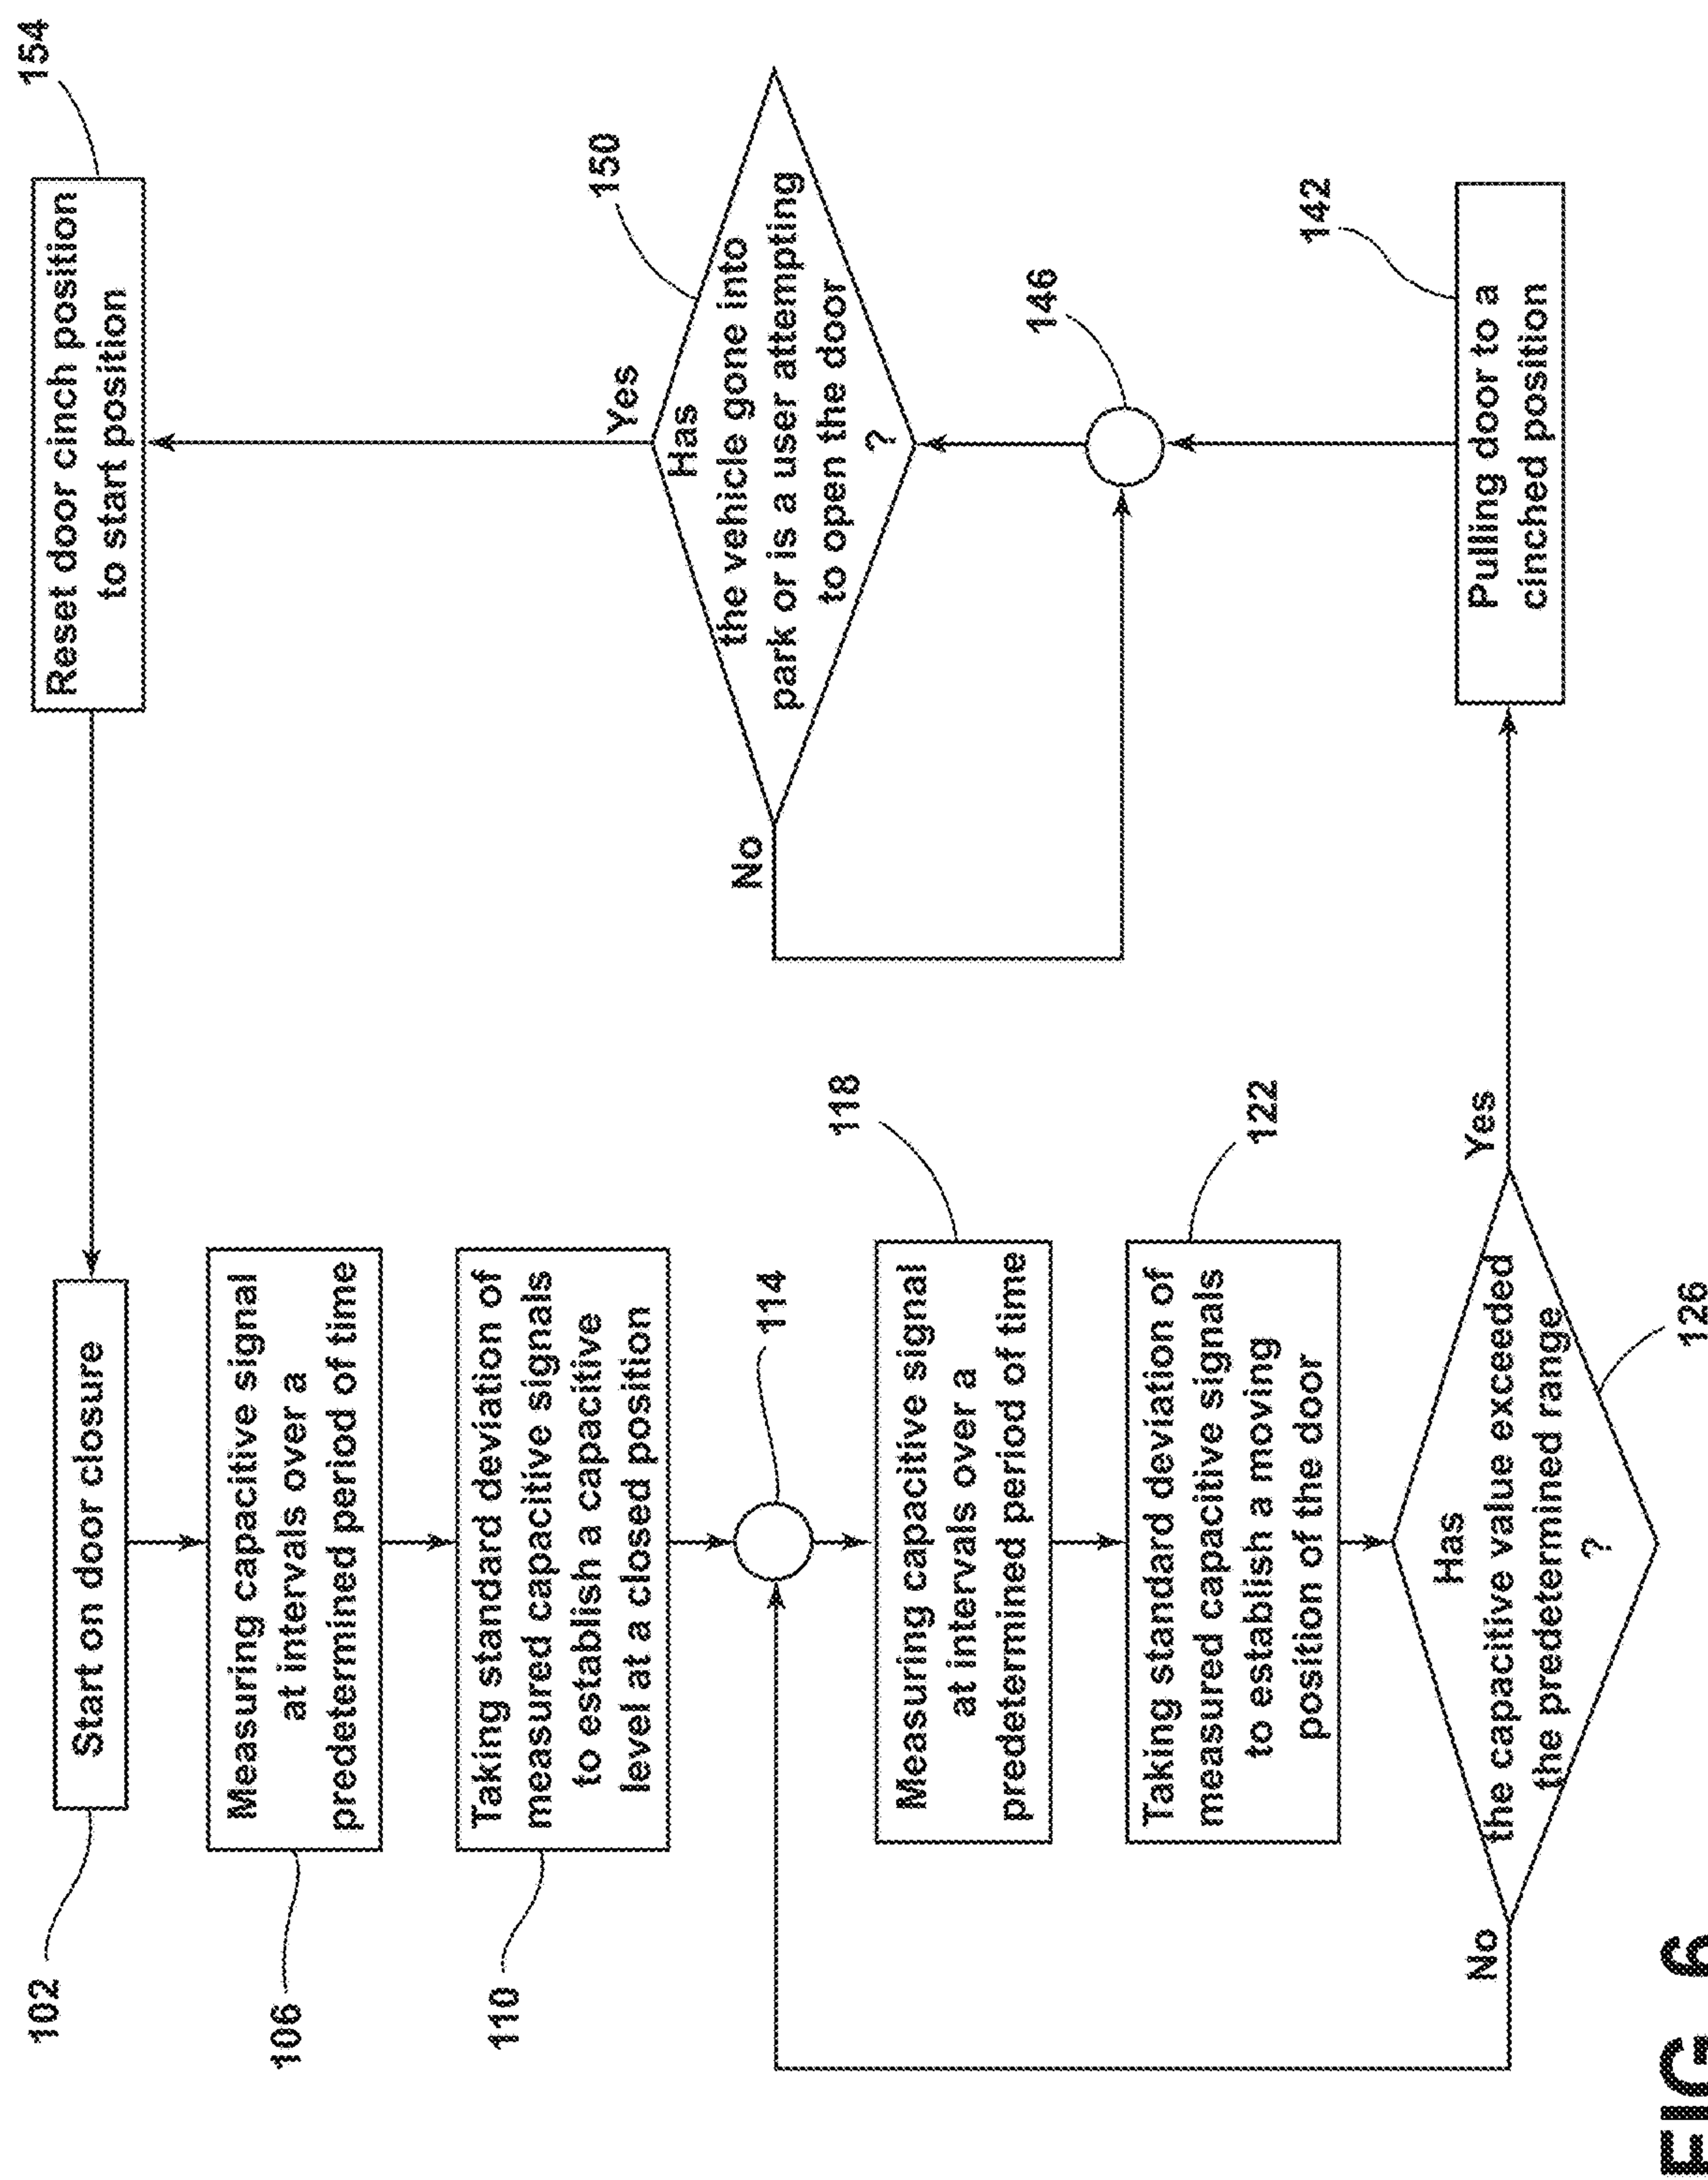 102
Start on door closure
106
Measuring capacitive signal
at intervals over a
predetermined period of time
110
Taking standard deviation of
measured capacitive signals
to establish a capacitive
level at a closed position
114
118
Measuring capacitive signal
at intervals over a
predetermined period of time
122
Taking standard deviation of
measured capacitive signals
to establish a moving
position of the door
No
Has
the capacitive value exceeded
the predetermined range
?
Yes
126
154
Reset door cinch position
to start position
Yes
150
Has
the vehicle gone into
park or is a user attempting
to open the door
?
No
146
142
Pulling door to a
cinched position
FIG. 6